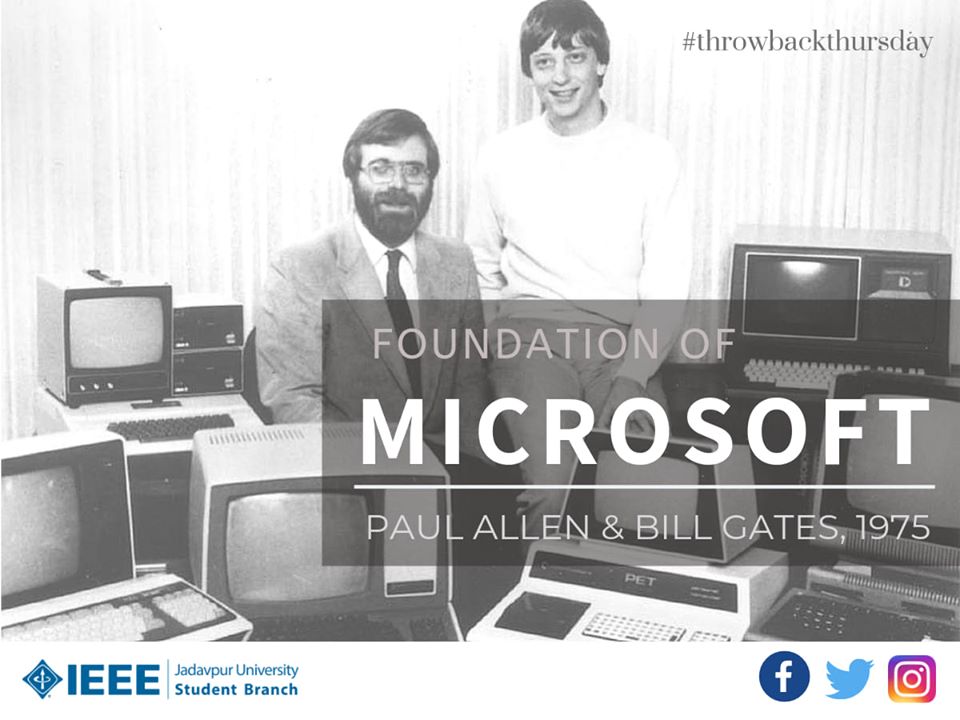 #throwbackthursday
FOUNDATION OF
MICROSOFT
PAUL ALLEN & BILL GATES, 1975
PET
IEEE
Jadavpur University
Student Branch